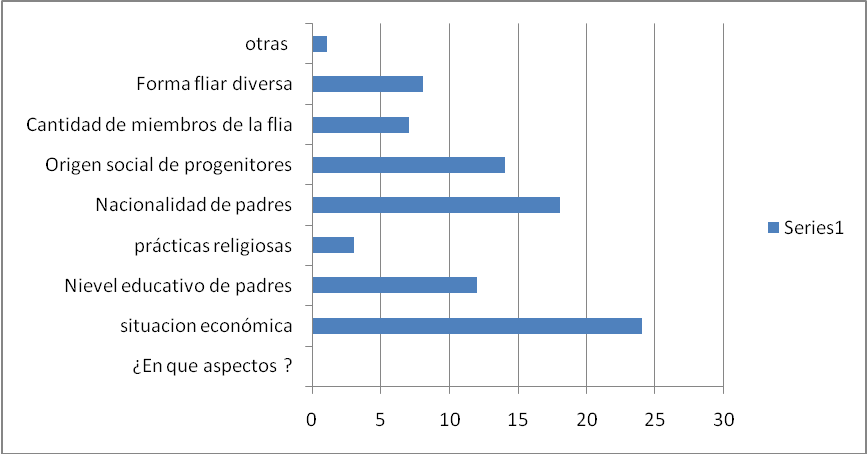 otras
Forma fliar diversa
Cantidad de miembros de la flia
Origen social de progenitores
Nacionalidad de padres
prácticas religiosas
Nievel educativo de padres
situacion económica
¿En que aspectos ?
0 5 10 15 20 25 30
Series1